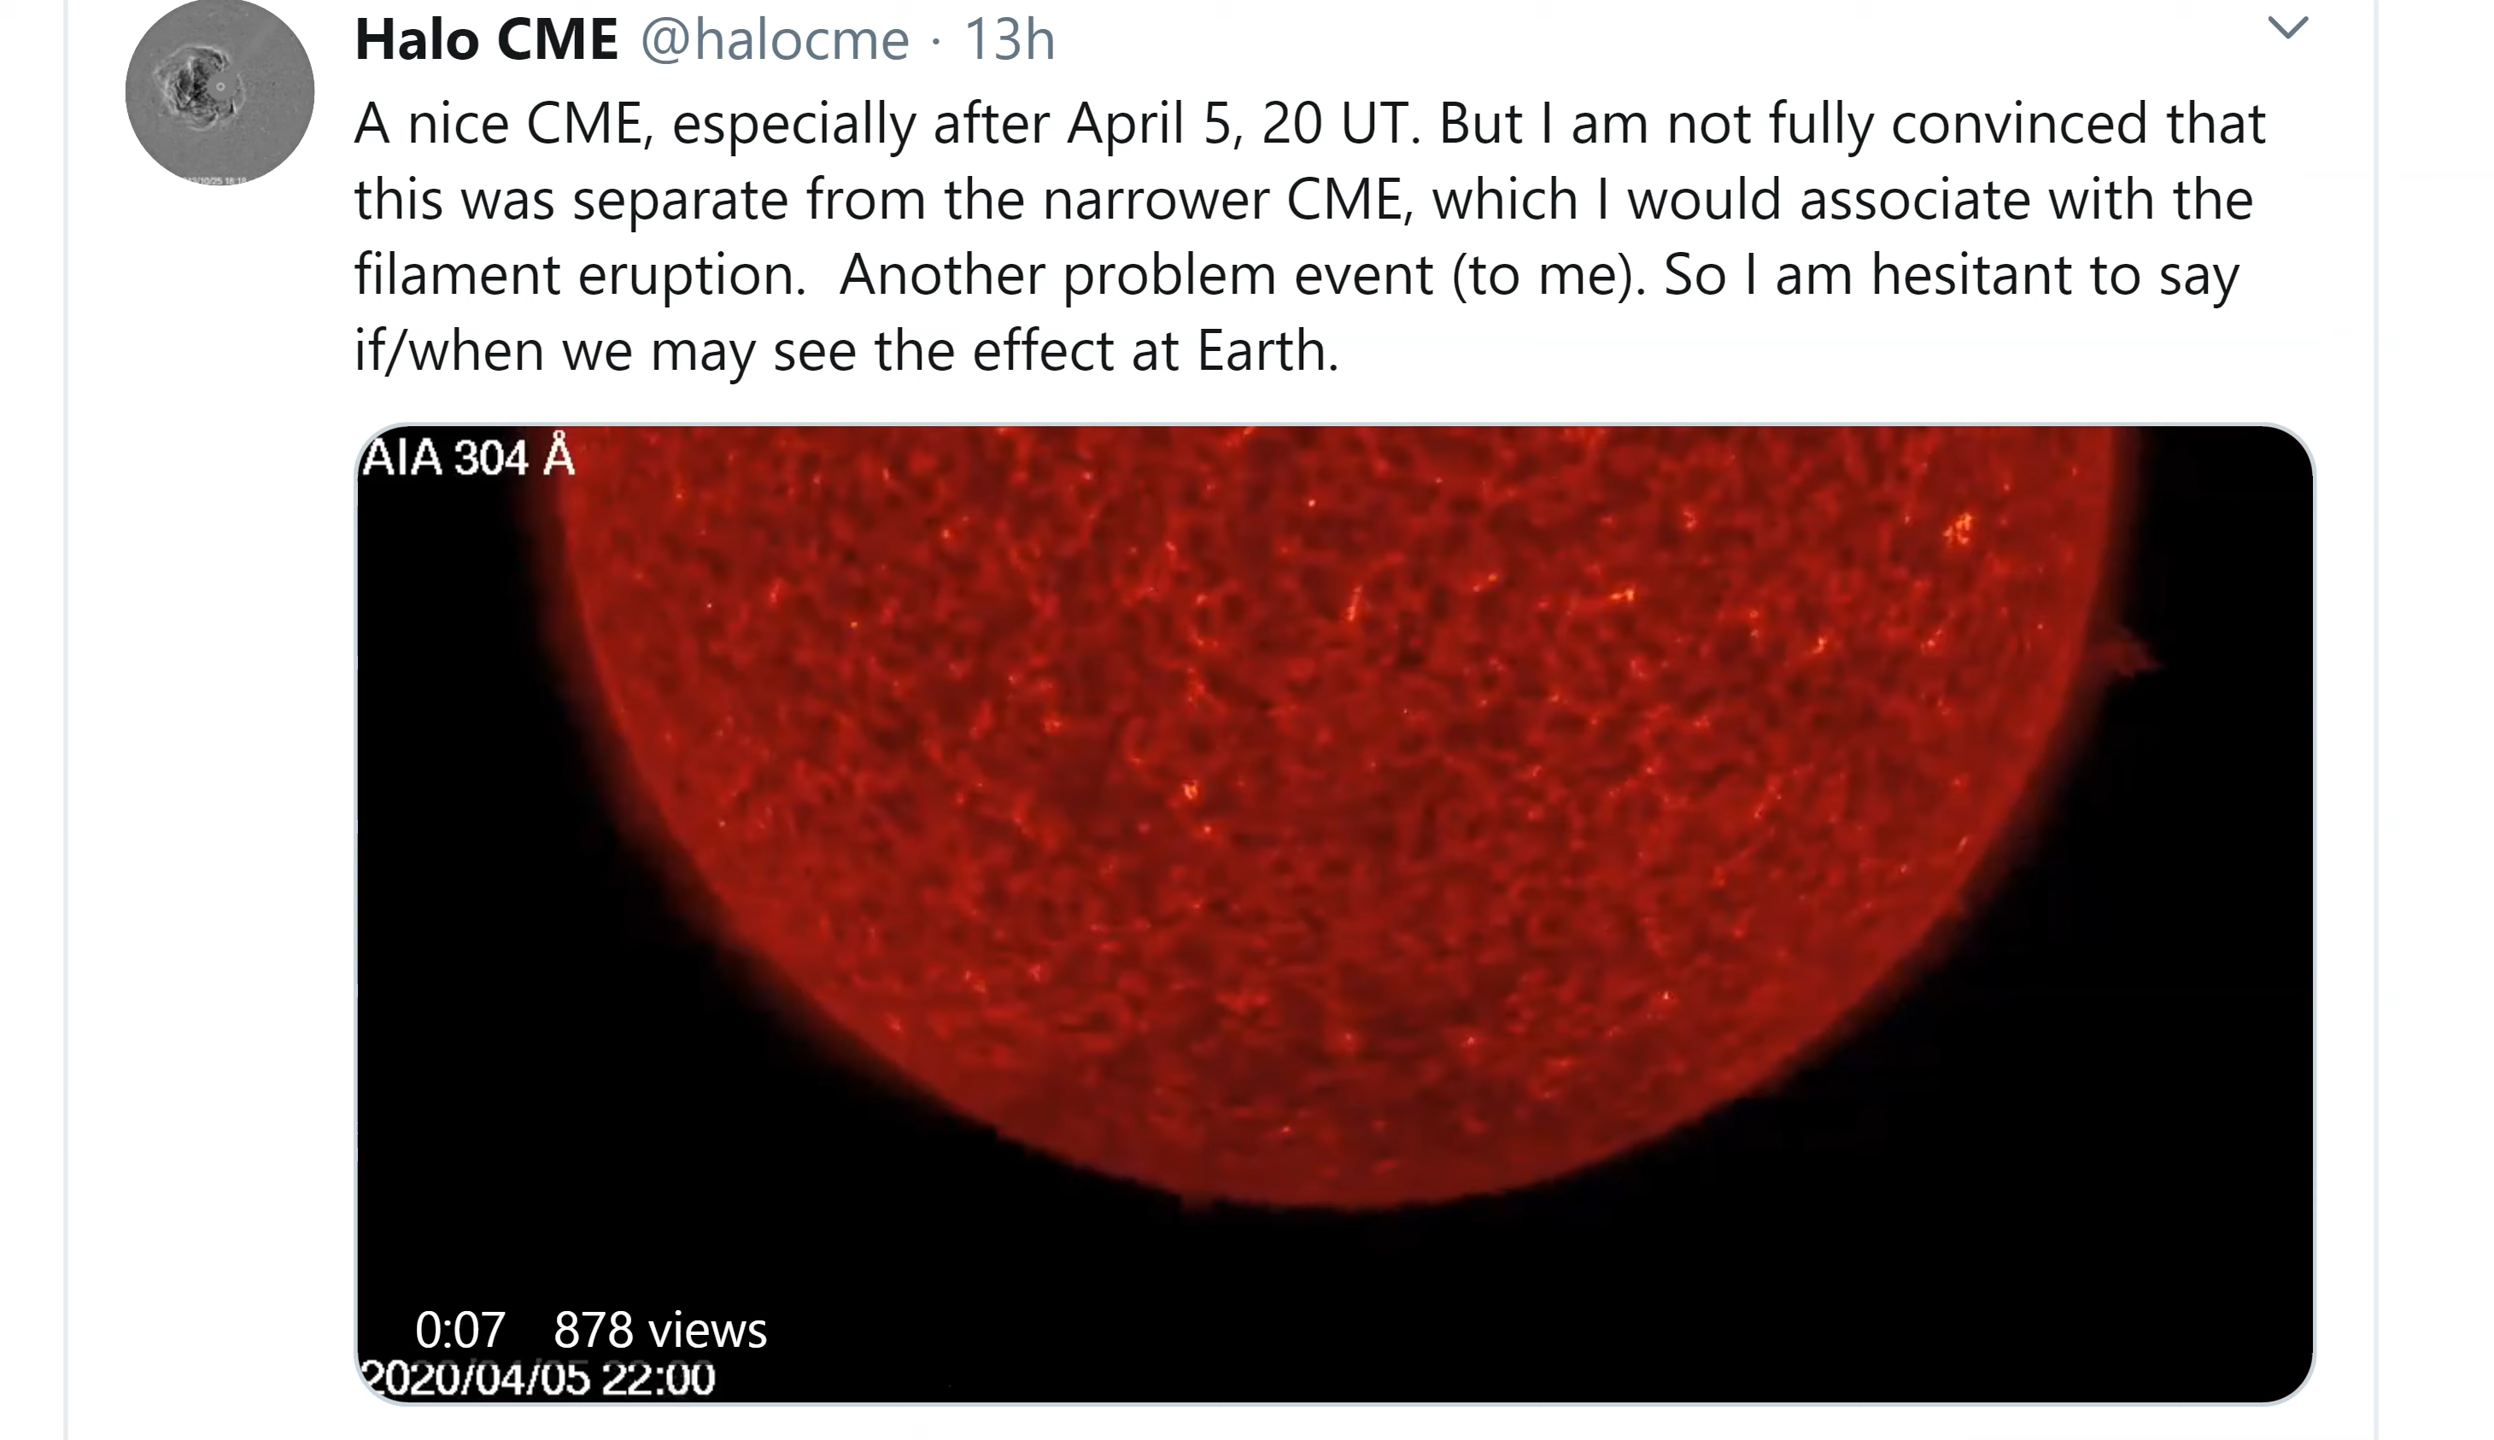 Halo CME @halocme · 13h
A nice CME, especially after April 5, 20 UT. But I am not fully convinced that
this was separate from the narrower CME, which I would associate with the
filament eruption.  Another problem event (to me). So I am hesitant to say
if/when we may see the effect at Earth.
AIA 304 Å
0:07 878 views
2020/04/05 22:00